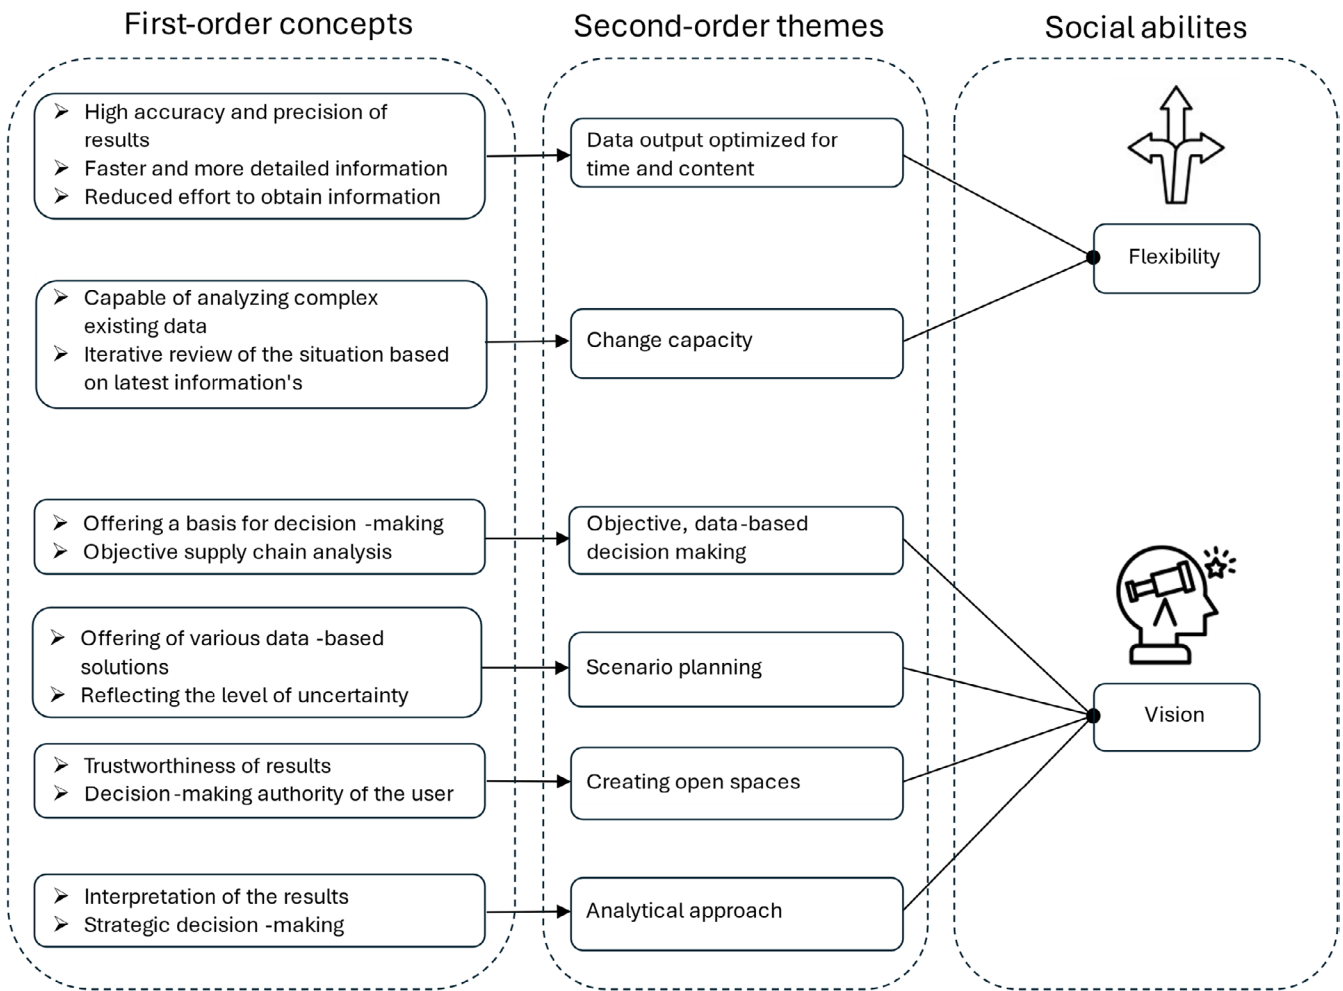 First-order concepts
Second-order themes
Social abilites
High accuracy and precision of
results
Faster and more detailed information
Reduced effort to obtain information
Data output optimized for
time and content
Flexibility
Capable of analyzing complex
existing data
Iterative review of the situation based
on latest information's
Change capacity
Offering a basis for decision -making
Objective supply chain analysis
Objective, data-based
decision making
Offering of various data -based
solutions
Reflecting the level of uncertainty
Scenario planning
Vision
Trustworthiness of results
Decision-making authority of the user
Creating open spaces
Interpretation of the results
Strategic decision -making
Analytical approach